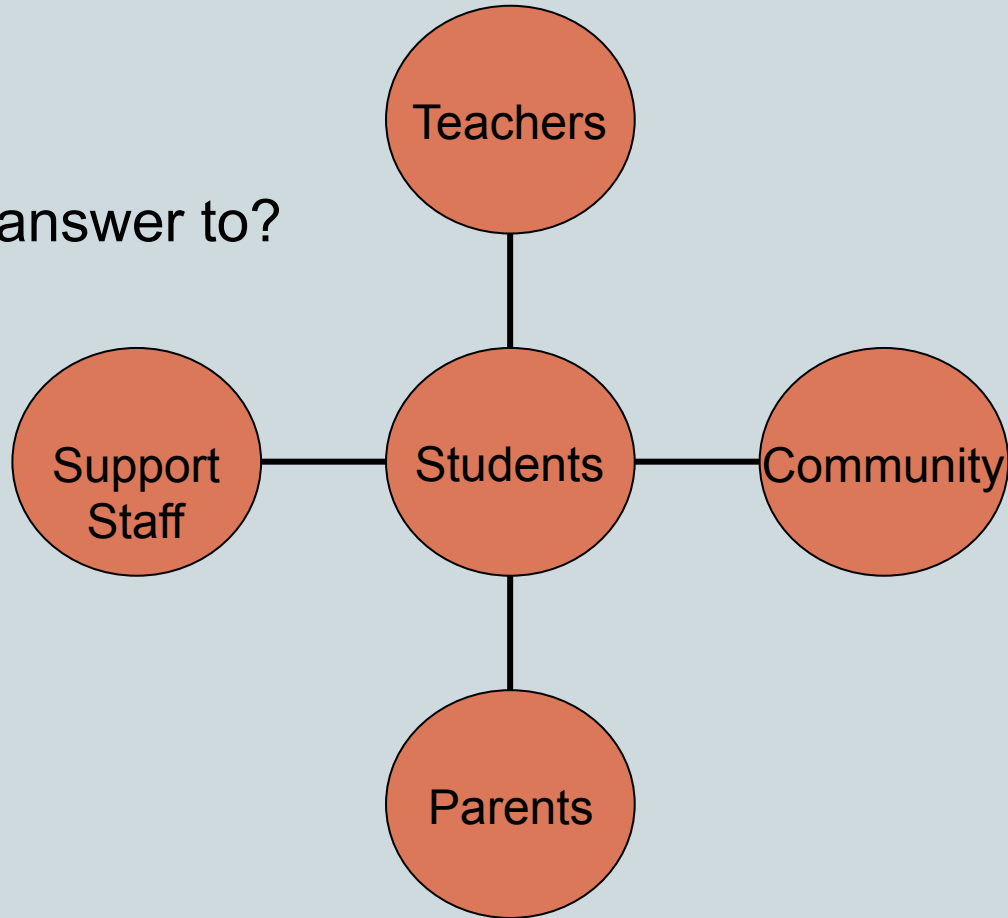 Teachers
answer to?
Support
Staff
Students
Community
Parents